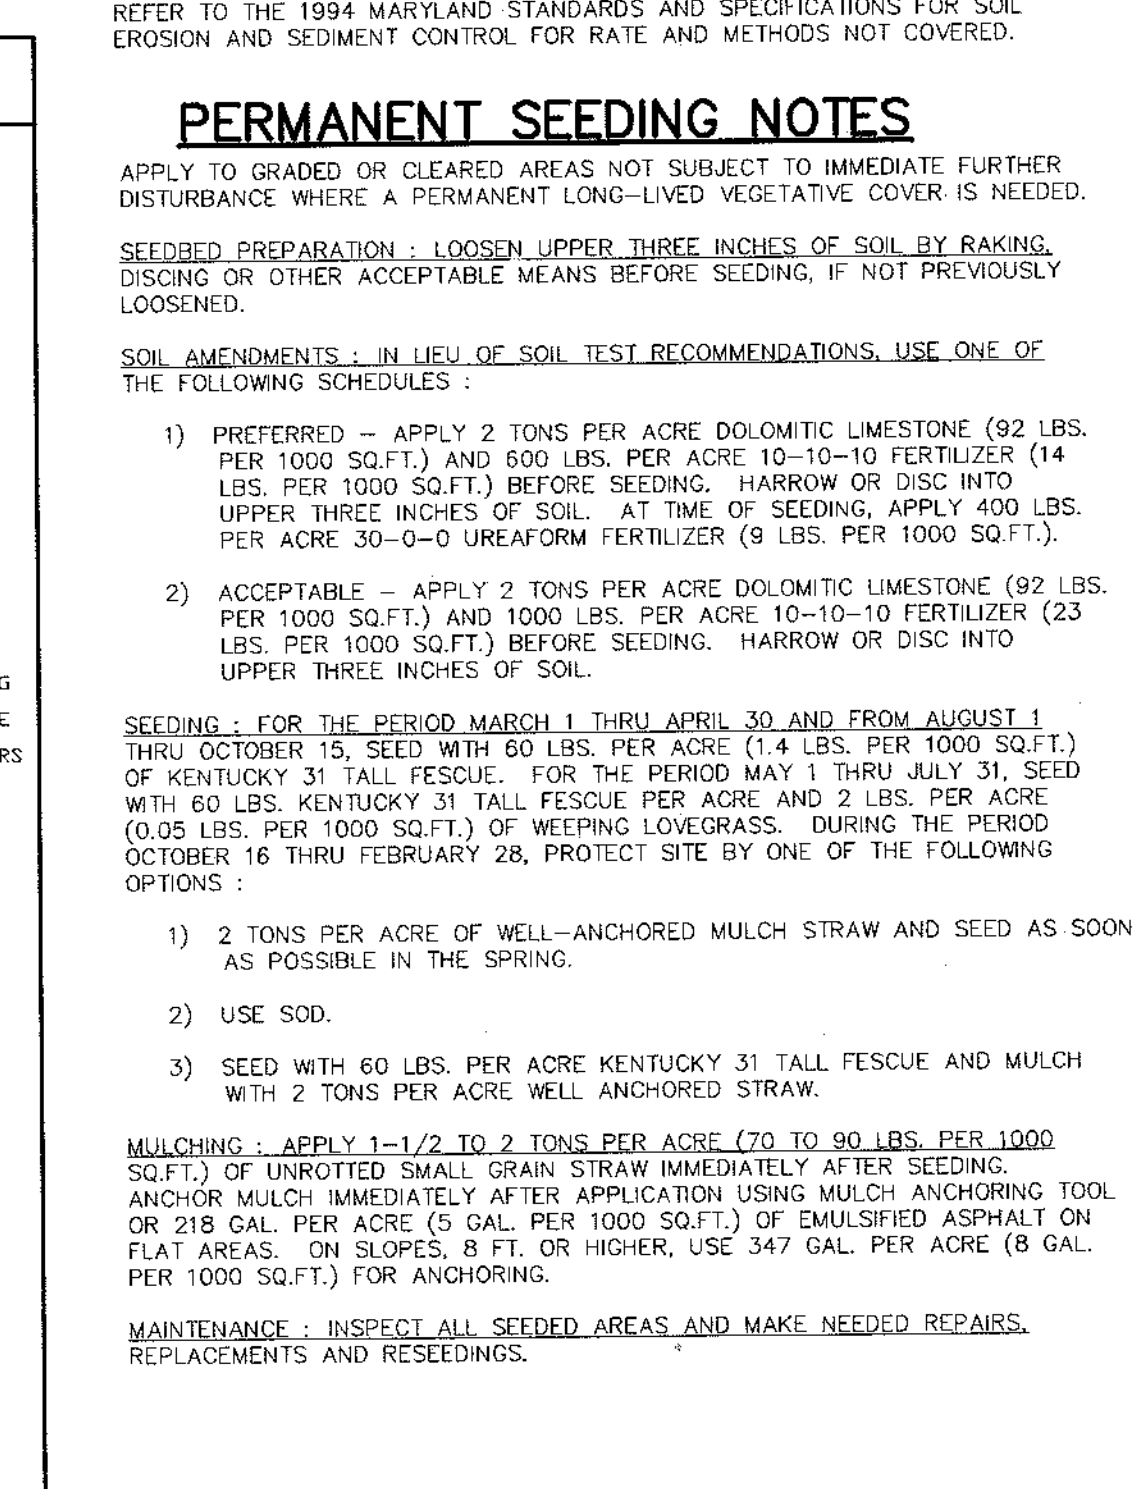 REFER TO THE 1994 MARYLAND STANDARDS AND SPECIFICATIONS FOR SOIL
EROSION AND SEDIMENT CONTROL FOR RATE AND METHODS NOT COVERED.
PERMANENT SEEDING NOTES
APPLY TO GRADED OR CLEARED AREAS NOT SUBJECT TO IMMEDIATE FURTHER
DISTURBANCE WHERE A PERMANENT LONG–LIVED VEGETATIVE COVER IS NEEDED.
SEEDBED PREPARATION : LOOSEN UPPER THREE INCHES OF SOIL BY RAKING,
DISCING OR OTHER ACCEPTABLE MEANS BEFORE SEEDING, IF NOT PREVIOUSLY
LOOSENED.
SOIL AMENDMENTS : IN LIEU OF SOIL TEST RECOMMENDATIONS, USE ONE OF
THE FOLLOWING SCHEDULES :
1) PREFERRED – APPLY 2 TONS PER ACRE DOLOMITIC LIMESTONE (92 LBS.
PER 1000 SQ.FT.) AND 600 LBS. PER ACRE 10–10–10 FERTILIZER (14
LBS. PER 1000 SQ.FT.) BEFORE SEEDING. HARROW OR DISC INTO
UPPER THREE INCHES OF SOIL. AT TIME OF SEEDING, APPLY 400 LBS.
PER ACRE 30–0–0 UREAFORM FERTILIZER (9 LBS. PER 1000 SQ.FT.).
2) ACCEPTABLE – APPLY 2 TONS PER ACRE DOLOMITIC LIMESTONE (92 LBS.
PER 1000 SQ.FT.) AND 1000 LBS. PER ACRE 10–10–10 FERTILIZER (23
LBS. PER 1000 SQ.FT.) BEFORE SEEDING. HARROW OR DISC INTO
UPPER THREE INCHES OF SOIL.
G
E
RS
SEEDING : FOR THE PERIOD MARCH 1 THRU APRIL 30 AND FROM AUGUST 1
THRU OCTOBER 15, SEED WITH 60 LBS. PER ACRE (1.4 LBS. PER 1000 SQ.FT.)
OF KENTUCKY 31 TALL FESCUE. FOR THE PERIOD MAY 1 THRU JULY 31, SEED
WITH 60 LBS. KENTUCKY 31 TALL FESCUE PER ACRE AND 2 LBS. PER ACRE
(0.05 LBS. PER 1000 SQ.FT.) OF WEEPING LOVEGRASS. DURING THE PERIOD
OCTOBER 16 THRU FEBRUARY 28, PROTECT SITE BY ONE OF THE FOLLOWING
OPTIONS :
1) 2 TONS PER ACRE OF WELL–ANCHORED MULCH STRAW AND SEED AS SOON
AS POSSIBLE IN THE SPRING.
2) USE SOD.
3) SEED WITH 60 LBS. PER ACRE KENTUCKY 31 TALL FESCUE AND MULCH
WITH 2 TONS PER ACRE WELL ANCHORED STRAW.
MULCHING : APPLY 1–1/2 TO 2 TONS PER ACRE (70 TO 90 LBS. PER 1000
SQ.FT.) OF UNROTTED SMALL GRAIN STRAW IMMEDIATELY AFTER SEEDING.
ANCHOR MULCH IMMEDIATELY AFTER APPLICATION USING MULCH ANCHORING TOOL
OR 218 GAL. PER ACRE (5 GAL. PER 1000 SQ.FT.) OF EMULSIFIED ASPHALT ON
FLAT AREAS. ON SLOPES, 8 FT. OR HIGHER, USE 347 GAL. PER ACRE (8 GAL.
PER 1000 SQ.FT.) FOR ANCHORING.
MAINTENANCE : INSPECT ALL SEEDED AREAS AND MAKE NEEDED REPAIRS,
REPLACEMENTS AND RESEEDINGS.